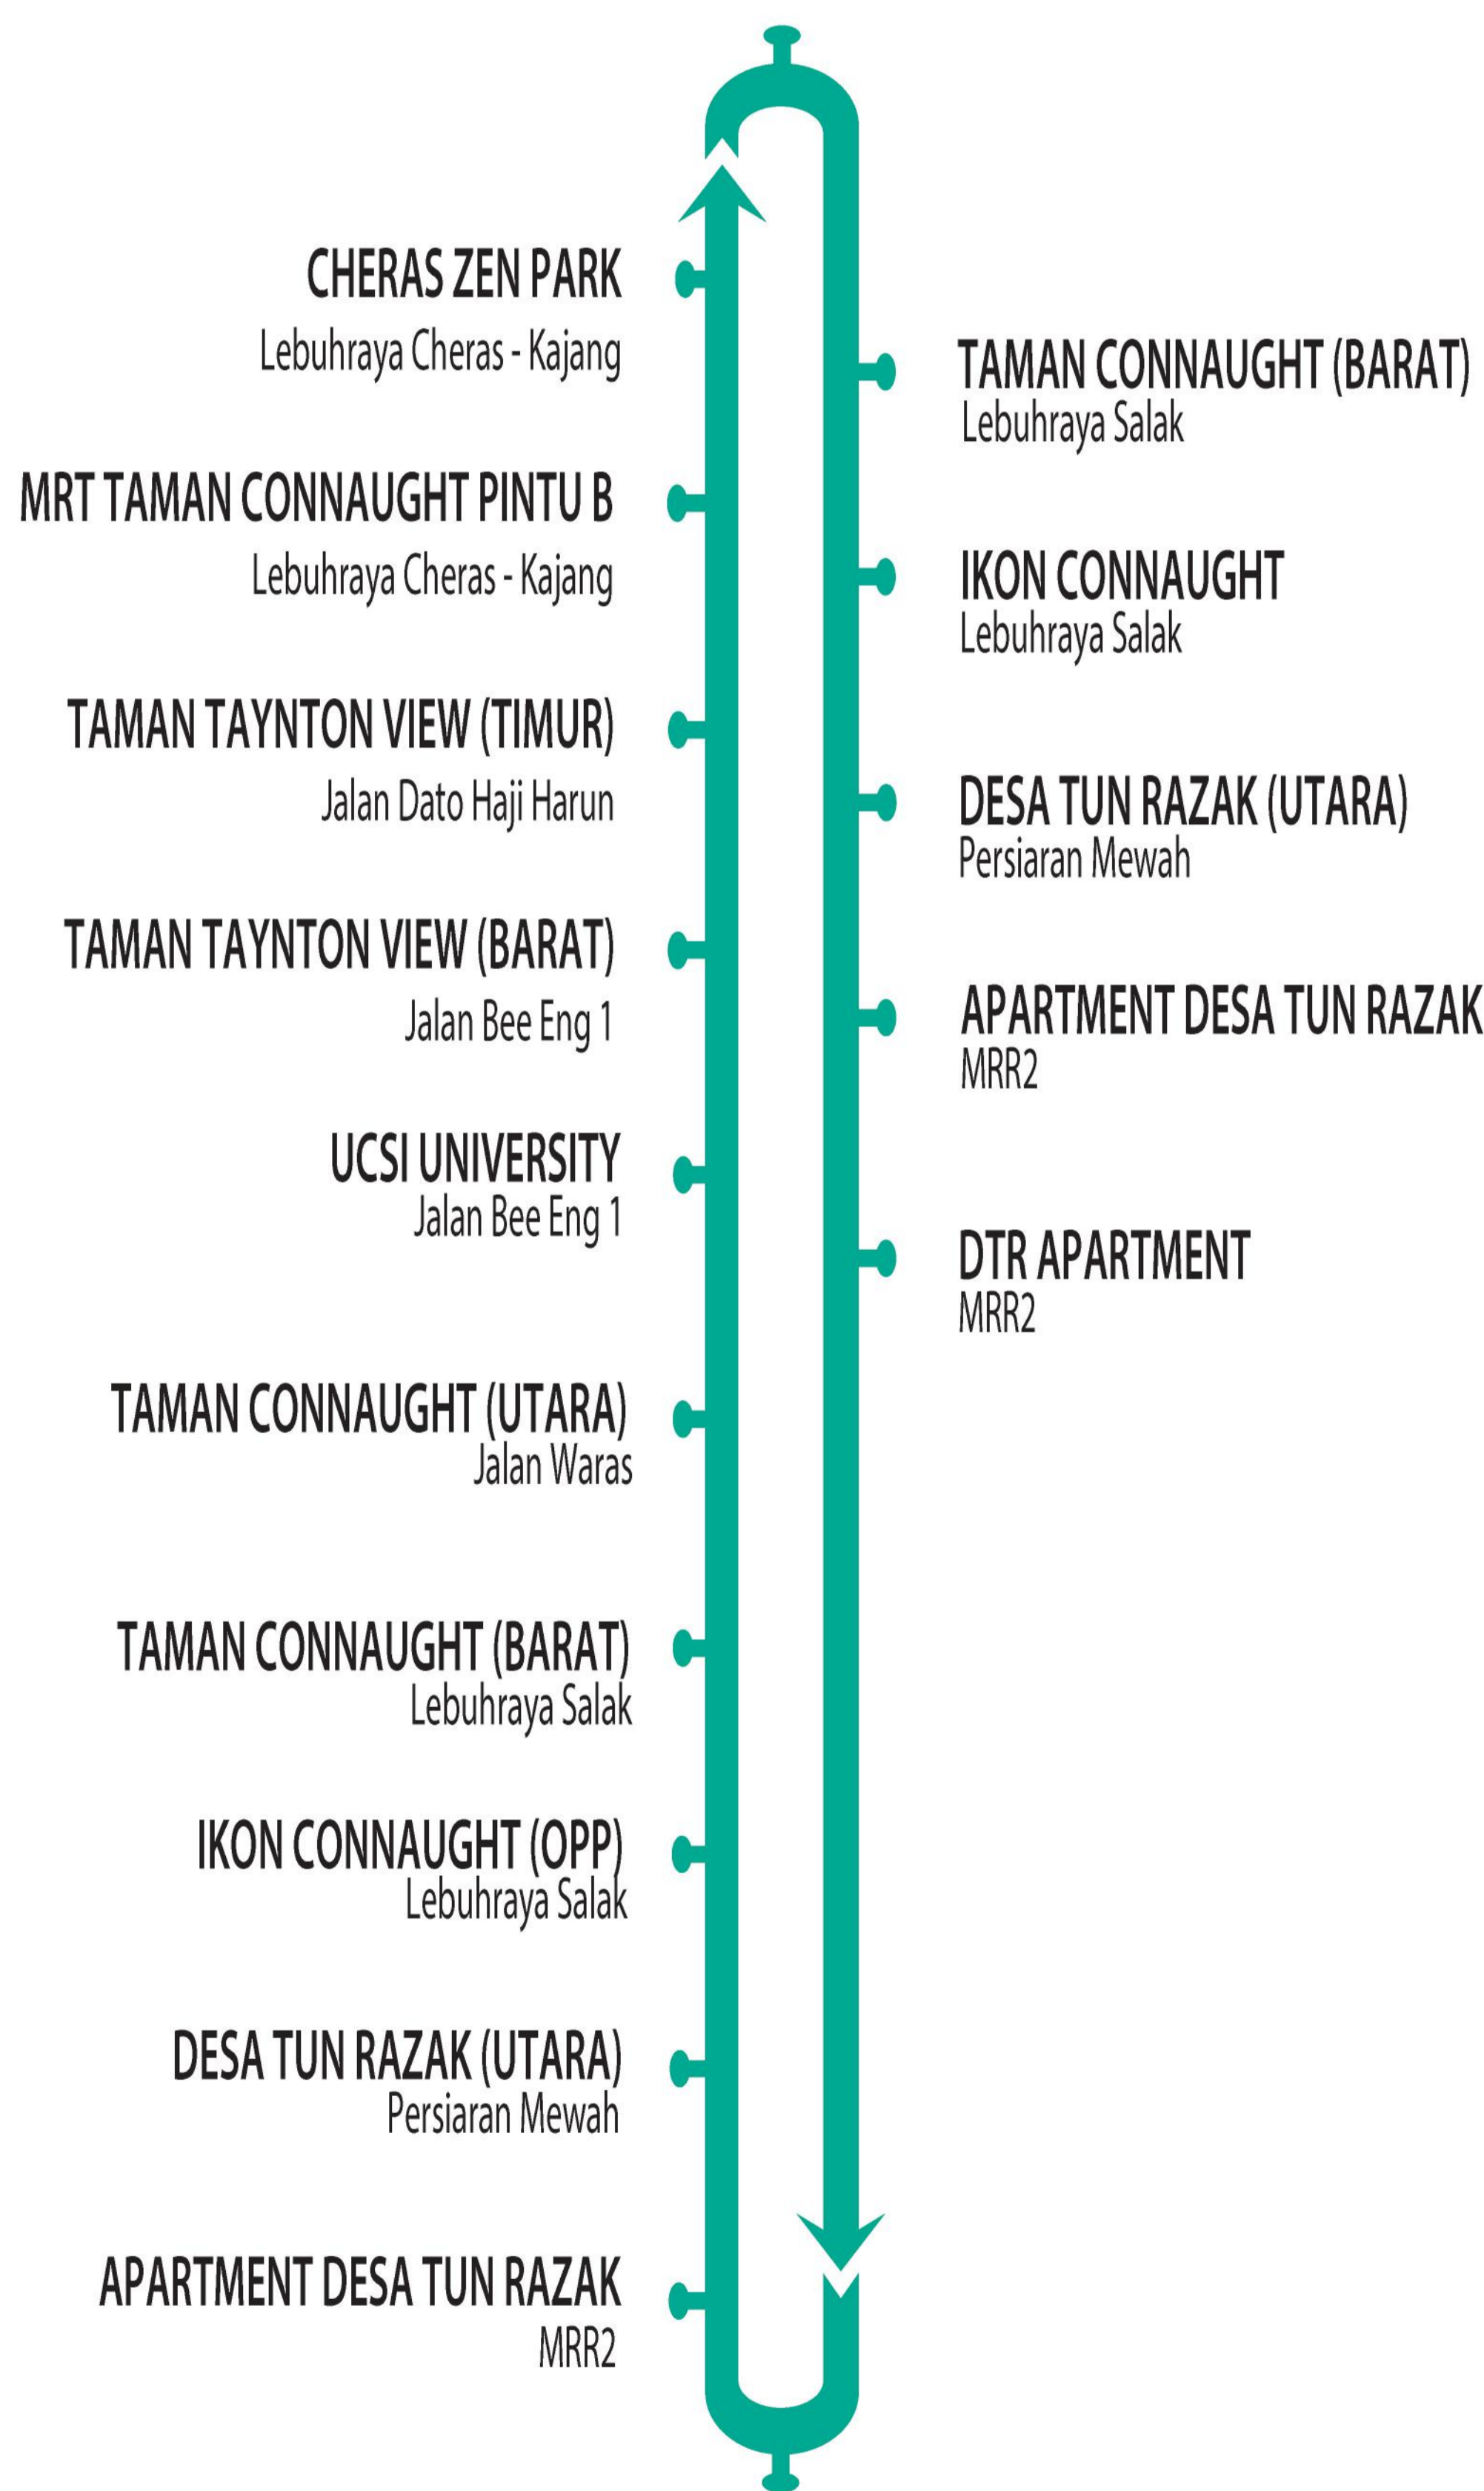 CHERAS ZEN PARK
Lebuhraya Cheras - Kajang
MRT TAMAN CONNAUGHT PINTU B
Lebuhraya Cheras - Kajang
TAMAN TAYNTON VIEW (TIMUR)
Jalan Dato Haji Harun
TAMAN TAYNTON VIEW (BARAT)
Jalan Bee Eng 1
UCSI UNIVERSITY
Jalan Bee Eng 1
TAMAN CONNAUGHT (UTARA)
Jalan Waras
TAMAN CONNAUGHT (BARAT)
Lebuhraya Salak
IKON CONNAUGHT (OPP)
Lebuhraya Salak
DESA TUN RAZAK (UTARA)
Persiaran Mewah
APARTMENT DESA TUN RAZAK
MRR2
TAMAN CONNAUGHT (BARAT)
Lebuhraya Salak
IKON CONNAUGHT
Lebuhraya Salak
DESA TUN RAZAK (UTARA)
Persiaran Mewah
APARTMENT DESA TUN RAZAK
MRR2
DTR APARTMENT
MRR2